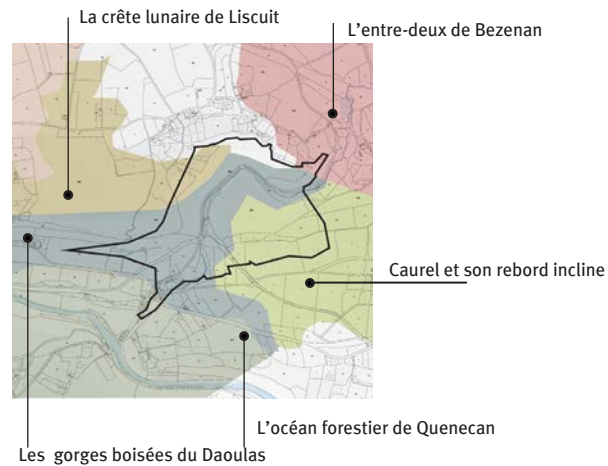 La crête lunaire de Liscuit
L'entre-deux de Bezenan
Caurel et son rebord incline
L'océan forestier de Quenecan
Les gorges boisées du Daoulas